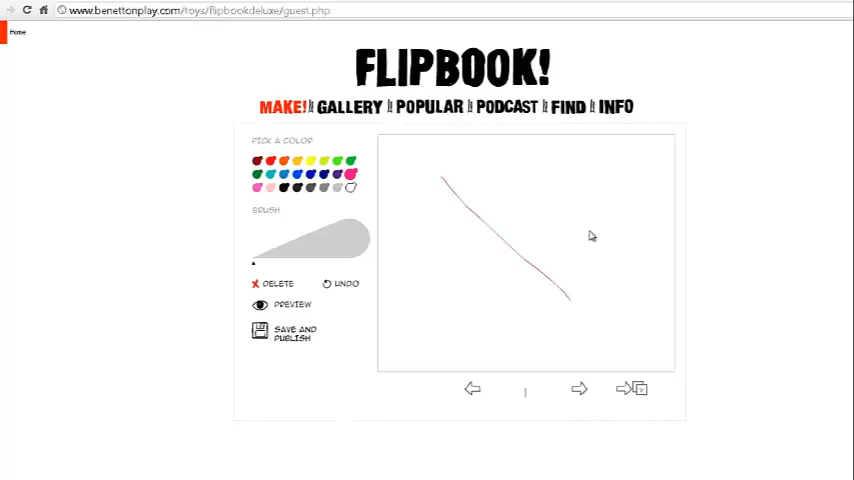 www.benettonplay.com/toys/flipbookdeluxe/guest.php
Home
FLIPBOOK!
MAKE! GALLERY POPULAR PODCAST FIND INFO
PICK A COLOR
BRUSH
DELETE UNDO
PREVIEW
SAVE AND
PUBLISH